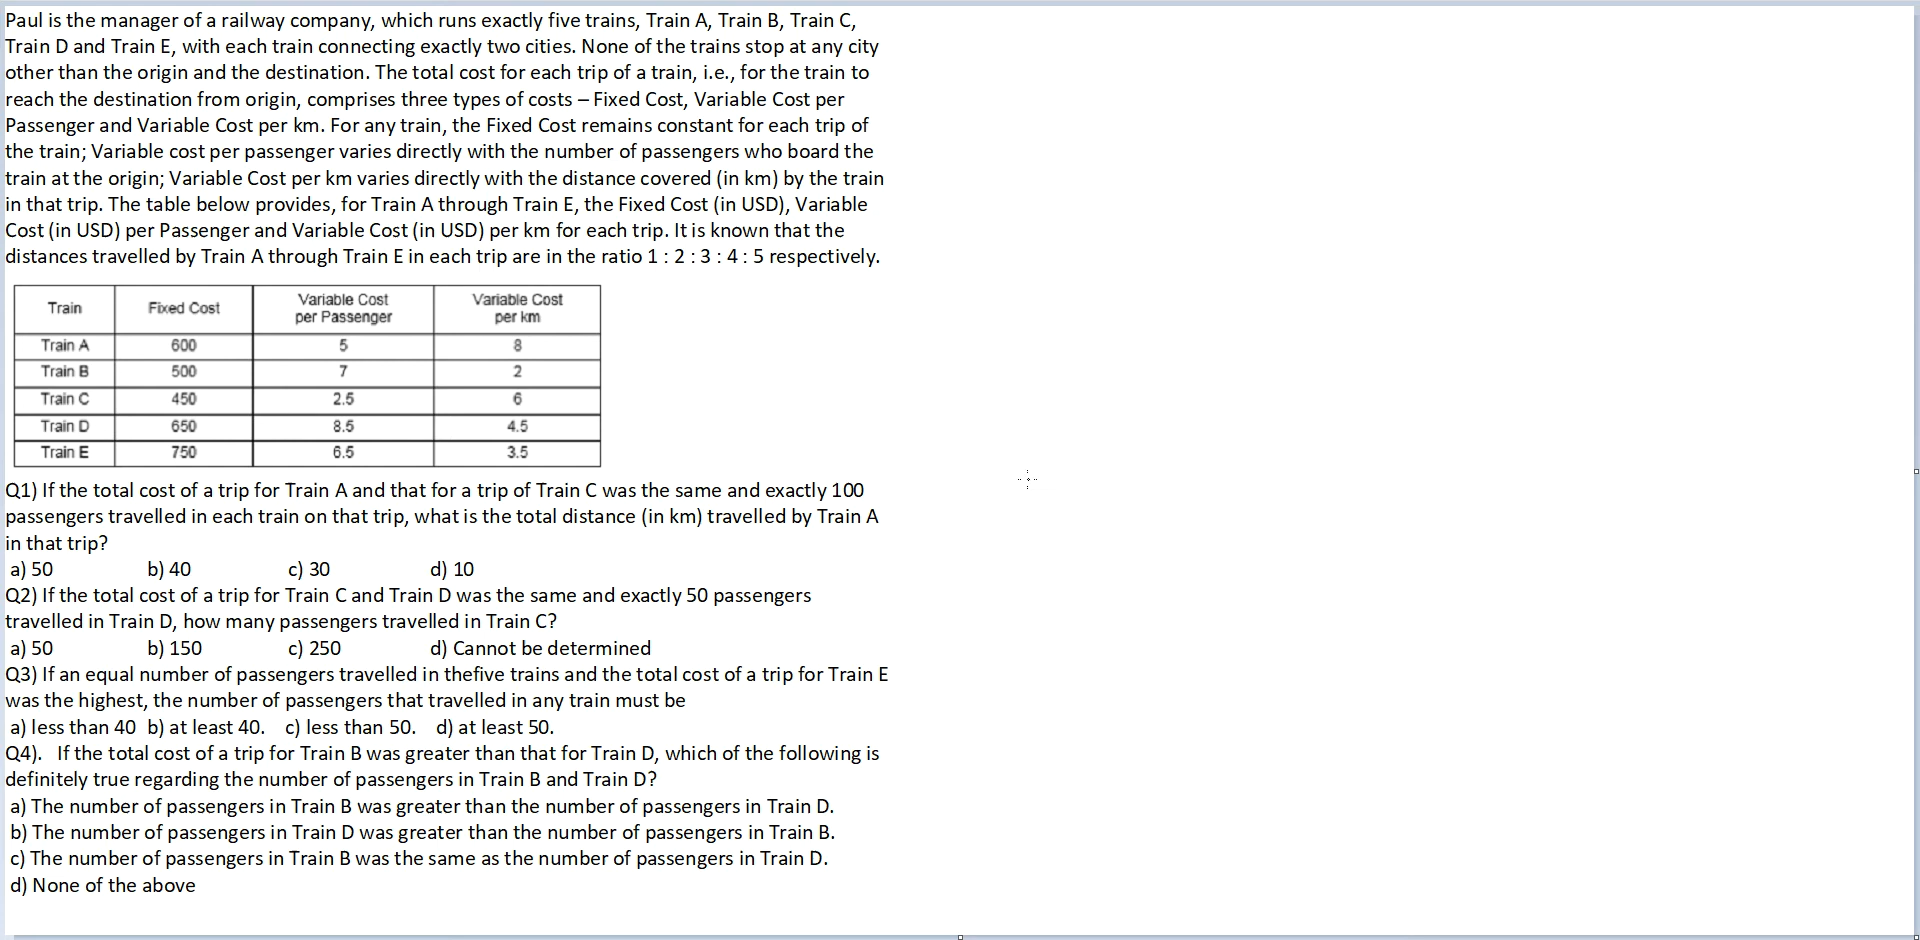 Paul is the manager of a railway company, which runs exactly five trains, Train A, Train B, Train C,
Train D and Train E, with each train connecting exactly two cities. None of the trains stop at any city
other than the origin and the destination. The total cost for each trip of a train, i.e., for the train to
reach the destination from origin, comprises three types of costs – Fixed Cost, Variable Cost per
Passenger and Variable Cost per km. For any train, the Fixed Cost remains constant for each trip of
the train; Variable cost per passenger varies directly with the number of passengers who board the
train at the origin; Variable Cost per km varies directly with the distance covered (in km) by the train
in that trip. The table below provides, for Train A through Train E, the Fixed Cost (in USD), Variable
Cost (in USD) per Passenger and Variable Cost (in USD) per km for each trip. It is known that the
distances travelled by Train A through Train E in each trip are in the ratio 1 : 2 : 3 : 4 : 5 respectively.
Train Fixed Cost Variable Cost per Passenger Variable Cost per km
Train A 600 5 8
Train B 500 7 2
Train C 450 2.5 6
Train D 650 8.5 4.5
Train E 750 6.5 3.5
Q1) If the total cost of a trip for Train A and that for a trip of Train C was the same and exactly 100
passengers travelled in each train on that trip, what is the total distance (in km) travelled by Train A
in that trip?
a) 50 b) 40 c) 30 d) 10
Q2) If the total cost of a trip for Train C and Train D was the same and exactly 50 passengers
travelled in Train D, how many passengers travelled in Train C?
a) 50 b) 150 c) 250 d) Cannot be determined
Q3) If an equal number of passengers travelled in thefive trains and the total cost of a trip for Train E
was the highest, the number of passengers that travelled in any train must be
a) less than 40 b) at least 40. c) less than 50. d) at least 50.
Q4). If the total cost of a trip for Train B was greater than that for Train D, which of the following is
definitely true regarding the number of passengers in Train B and Train D?
a) The number of passengers in Train B was greater than the number of passengers in Train D.
b) The number of passengers in Train D was greater than the number of passengers in Train B.
c) The number of passengers in Train B was the same as the number of passengers in Train D.
d) None of the above